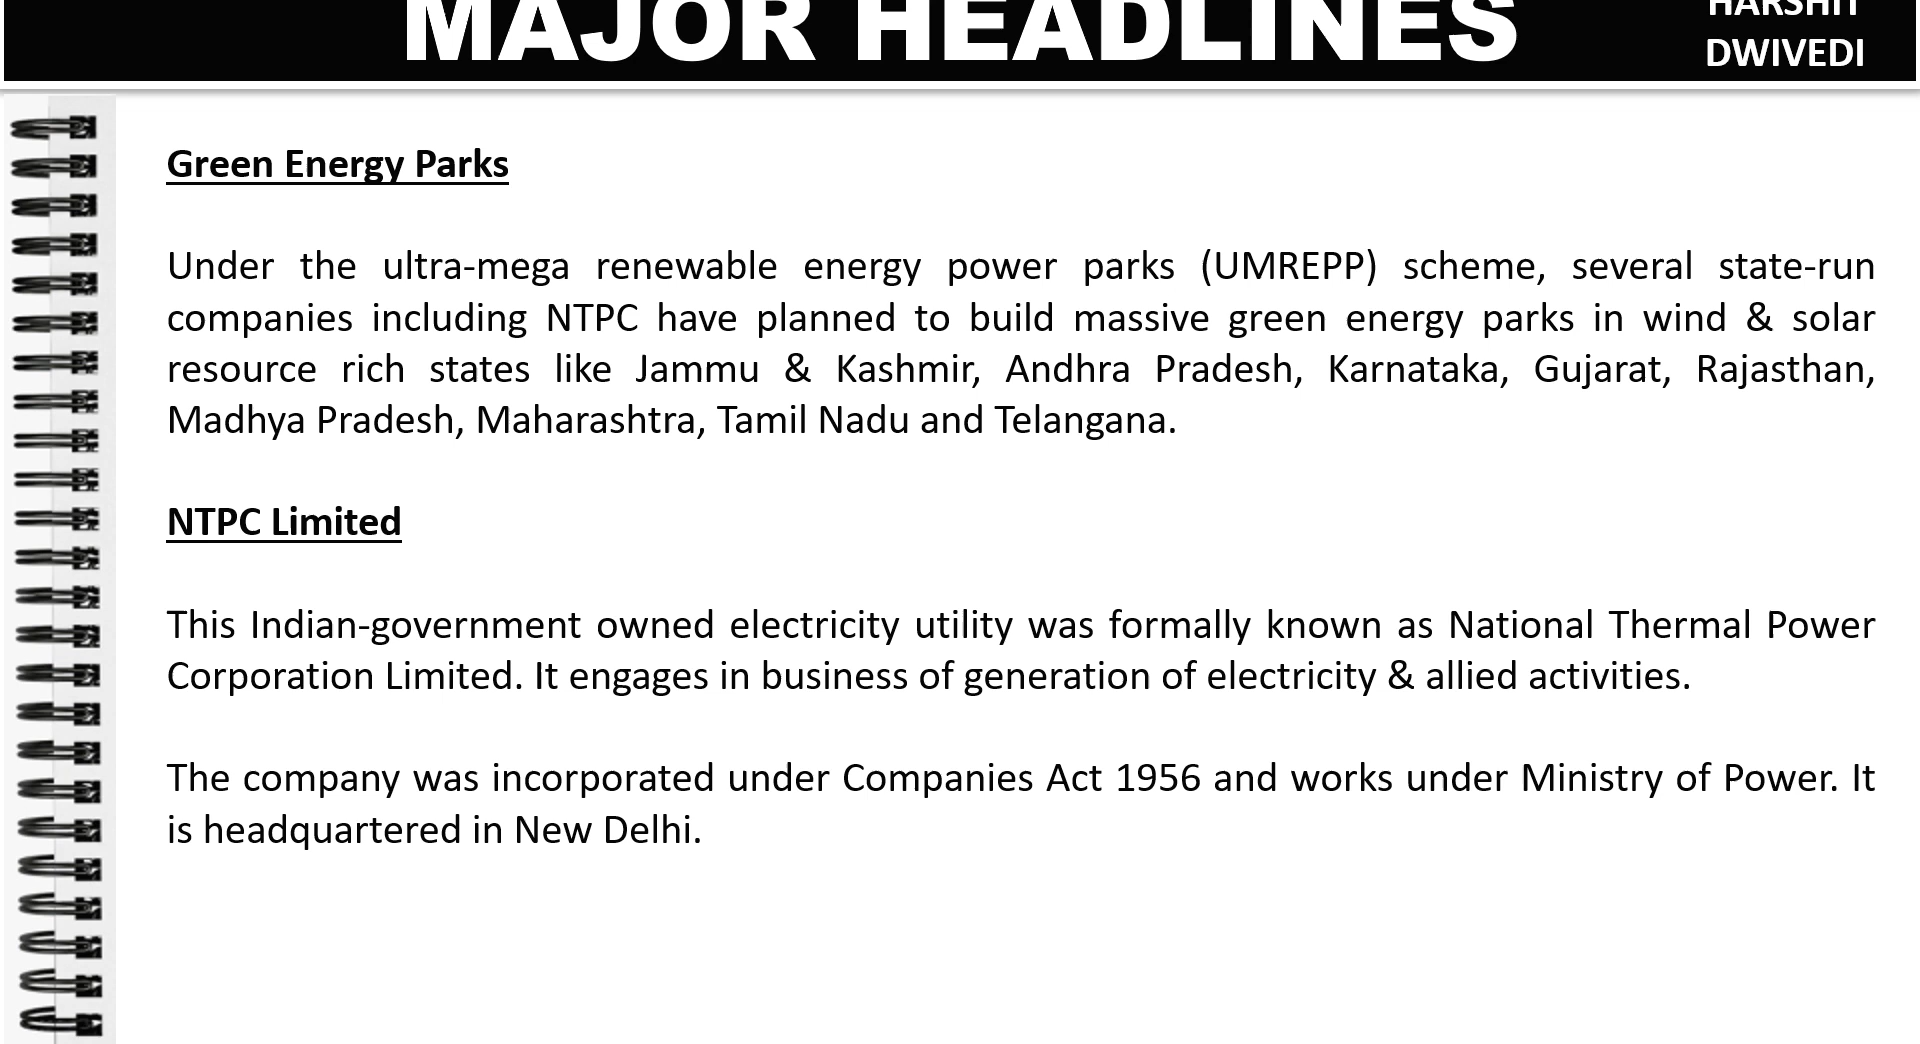 MAJOR HEADLINES
HARSHIT
DWIVEDI
Green Energy Parks
Under the ultra-mega renewable energy power parks (UMREPP) scheme, several state-run
companies including NTPC have planned to build massive green energy parks in wind & solar
resource rich states like Jammu & Kashmir, Andhra Pradesh, Karnataka, Gujarat, Rajasthan,
Madhya Pradesh, Maharashtra, Tamil Nadu and Telangana.
NTPC Limited
This Indian-government owned electricity utility was formally known as National Thermal Power
Corporation Limited. It engages in business of generation of electricity & allied activities.
The company was incorporated under Companies Act 1956 and works under Ministry of Power. It
is headquartered in New Delhi.